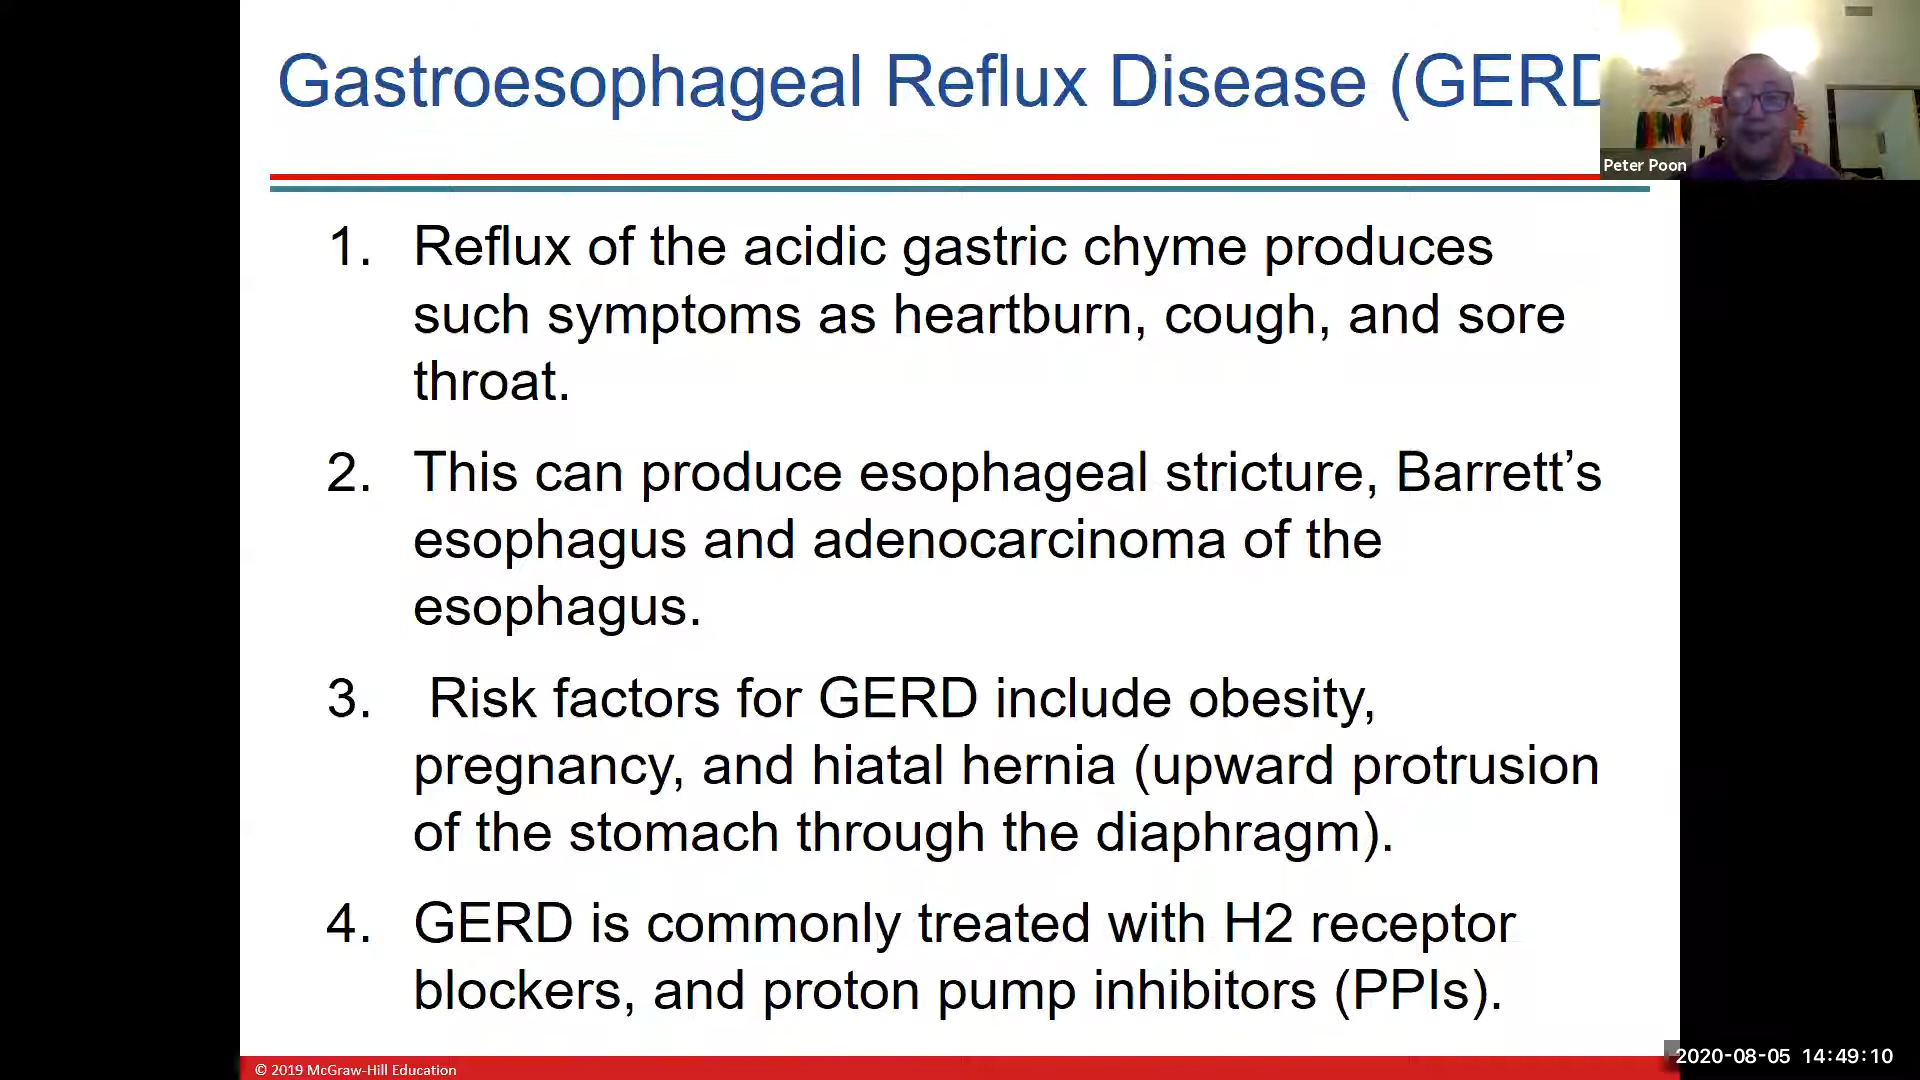 Gastroesophageal Reflux Disease (GERD
Peter Poon
1. Reflux of the acidic gastric chyme produces
such symptoms as heartburn, cough, and sore
throat.
2. This can produce esophageal stricture, Barrett’s
esophagus and adenocarcinoma of the
esophagus.
3. Risk factors for GERD include obesity,
pregnancy, and hiatal hernia (upward protrusion
of the stomach through the diaphragm).
4. GERD is commonly treated with H2 receptor
blockers, and proton pump inhibitors (PPIs).
© 2019 McGraw-Hill Education
2020-08-05 14:49:10